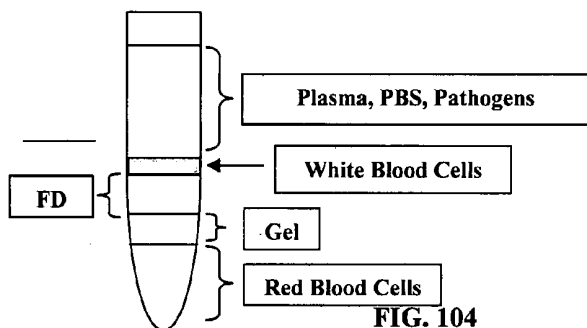 Plasma, PBS, Pathogens
White Blood Cells
FD
Gel
Red Blood Cells
FIG. 104